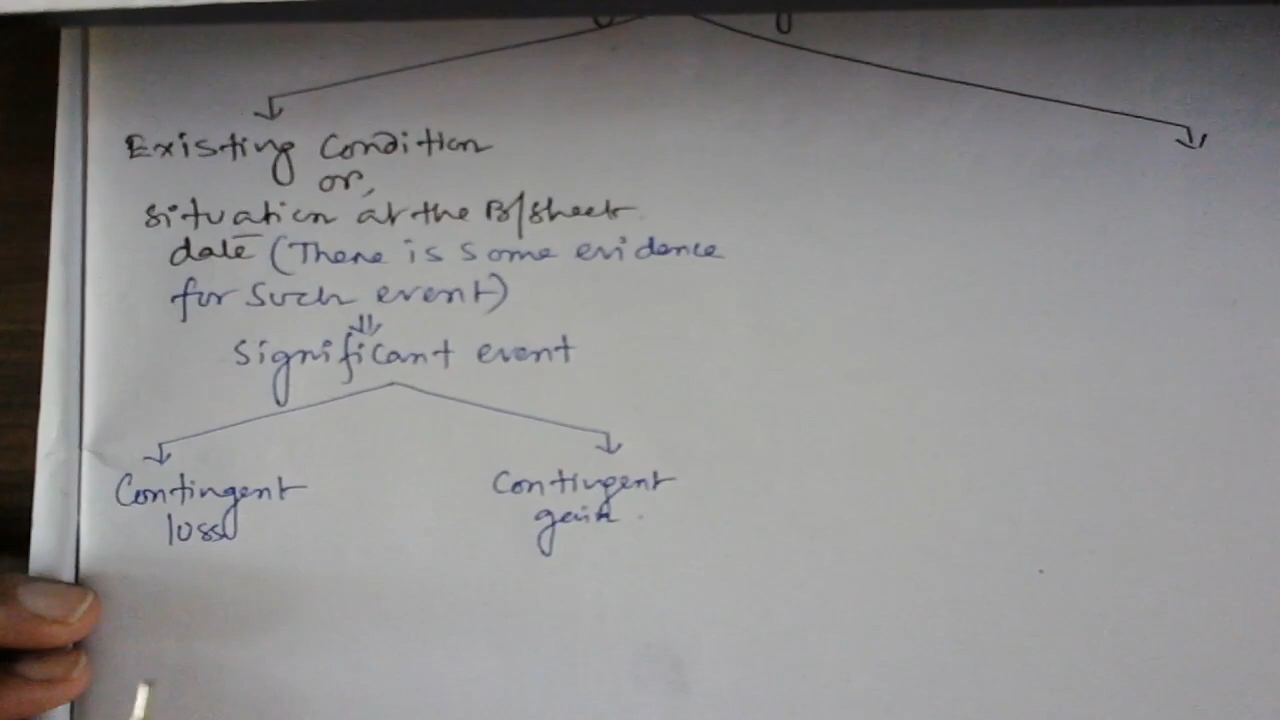 Existing Condition
or,
situation at the B/sheet
date (There is some evidence
for such event)
significant event
Contingent Contingent
loss gain.